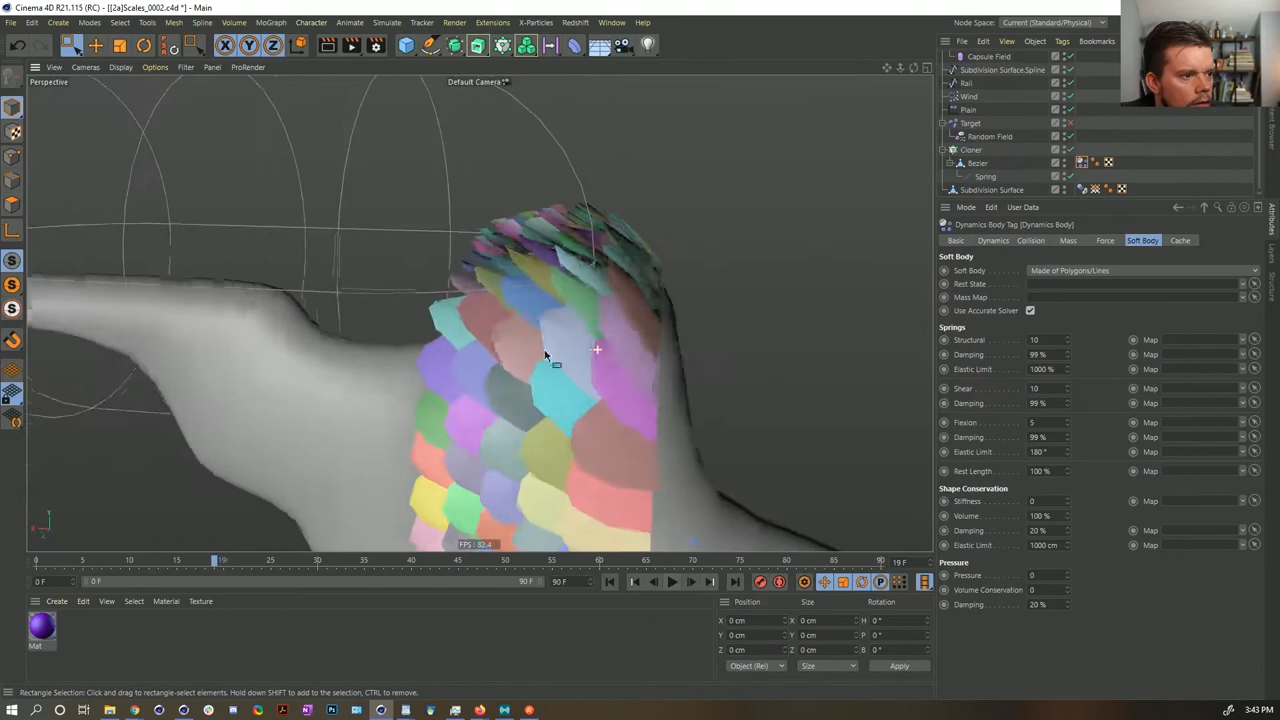 Cinema 4D R21.115 (RC) - [[2a]Scales_0002.c4d *] - Main
File Edit Create Modes Select Tools Mesh Spline Volume MoGraph Character Animate Simulate Tracker Render Extensions X-Particles Redshift Window Help
Node Space: Current (Standard/Physical)
X Y Z
View Cameras Display Options Filter Panel ProRender
Perspective
Default Camera
FPS : 82.4
File Edit View Object Tags Bookmarks
Capsule Field
Subdivision Surface.Spline
Rail
Wind
Plain
Target
Random Field
Cloner
Bezier
Spring
Subdivision Surface
Mode Edit User Data
Dynamics Body Tag [Dynamics Body]
Basic Dynamics Collision Mass Force Soft Body Cache
Soft Body
Soft Body Made of Polygons/Lines
Rest State
Mass Map
Use Accurate Solver
Springs
Structural 10 Map
Damping 99 % Map
Elastic Limit 1000 % Map
Shear 10 Map
Damping 99 % Map
Flexion 5 Map
Damping 99 % Map
Elastic Limit 180 ° Map
Rest Length 100 % Map
Shape Conservation
Stiffness 0 Map
Volume 100 % Map
Damping 20 % Map
Elastic Limit 1000 cm Map
Pressure
Pressure 0
Volume Conservation 0
Damping 20 %
Attributes
Layers
Structure
0 5 10 15 19 25 30 35 40 45 50 55 60 65 70 75 80 85 90 19 F
0 F 0 F 90 F 90 F
Create Edit View Select Material Texture
Mat
Position Size Rotation
X 0 cm X 0 cm H 0 °
Y 0 cm Y 0 cm P 0 °
Z 0 cm Z 0 cm B 0 °
Object (Rel) Size Apply
Rectangle Selection: Click and drag to rectangle-select elements. Hold down SHIFT to add to the selection, CTRL to remove.
3:43 PM